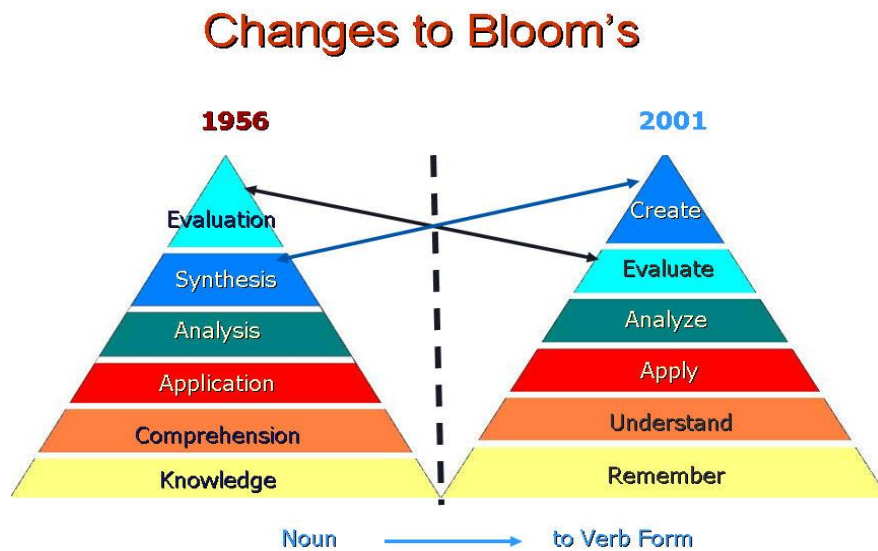 Changes to Bloom's
1956
2001
Evaluation
Synthesis
Analysis
Application
Comprehension
Knowledge
Create
Evaluate
Analyze
Apply
Understand
Remember
Noun
to Verb Form